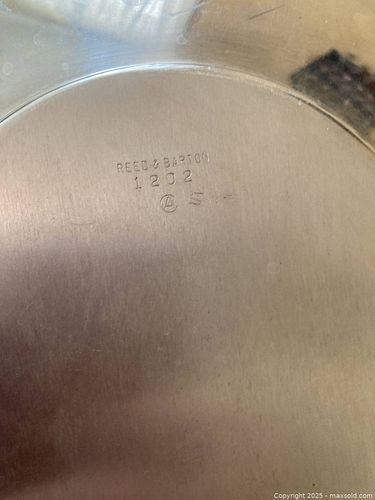 REED & BARTON
1202
Ⓐ S -
Copyright 2025 - maxsold.com